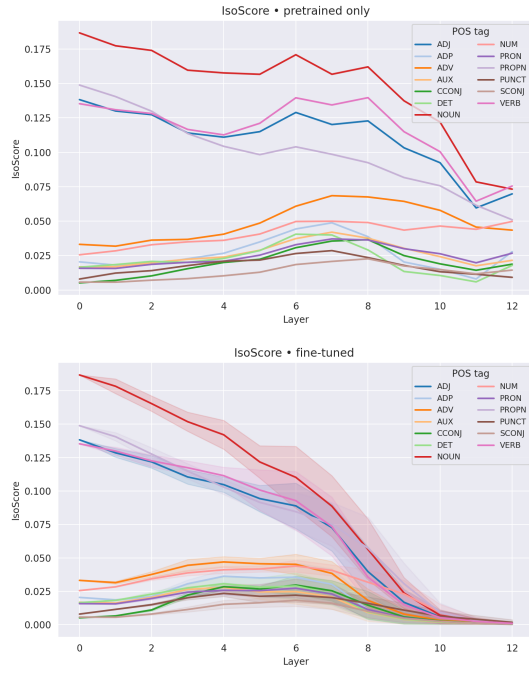 IsoScore • pretrained only
POS tag
ADJ NUM
ADP PRON
ADV PROPN
AUX PUNCT
CCONJ SCONJ
DET VERB
NOUN
0.175
0.150
0.125
0.100
0.075
0.050
0.025
0.000
IsoScore
0 2 4 6 8 10 12
Layer
IsoScore • fine-tuned
POS tag
ADJ NUM
ADP PRON
ADV PROPN
AUX PUNCT
CCONJ SCONJ
DET VERB
NOUN
0.175
0.150
0.125
0.100
0.075
0.050
0.025
0.000
IsoScore
0 2 4 6 8 10 12
Layer